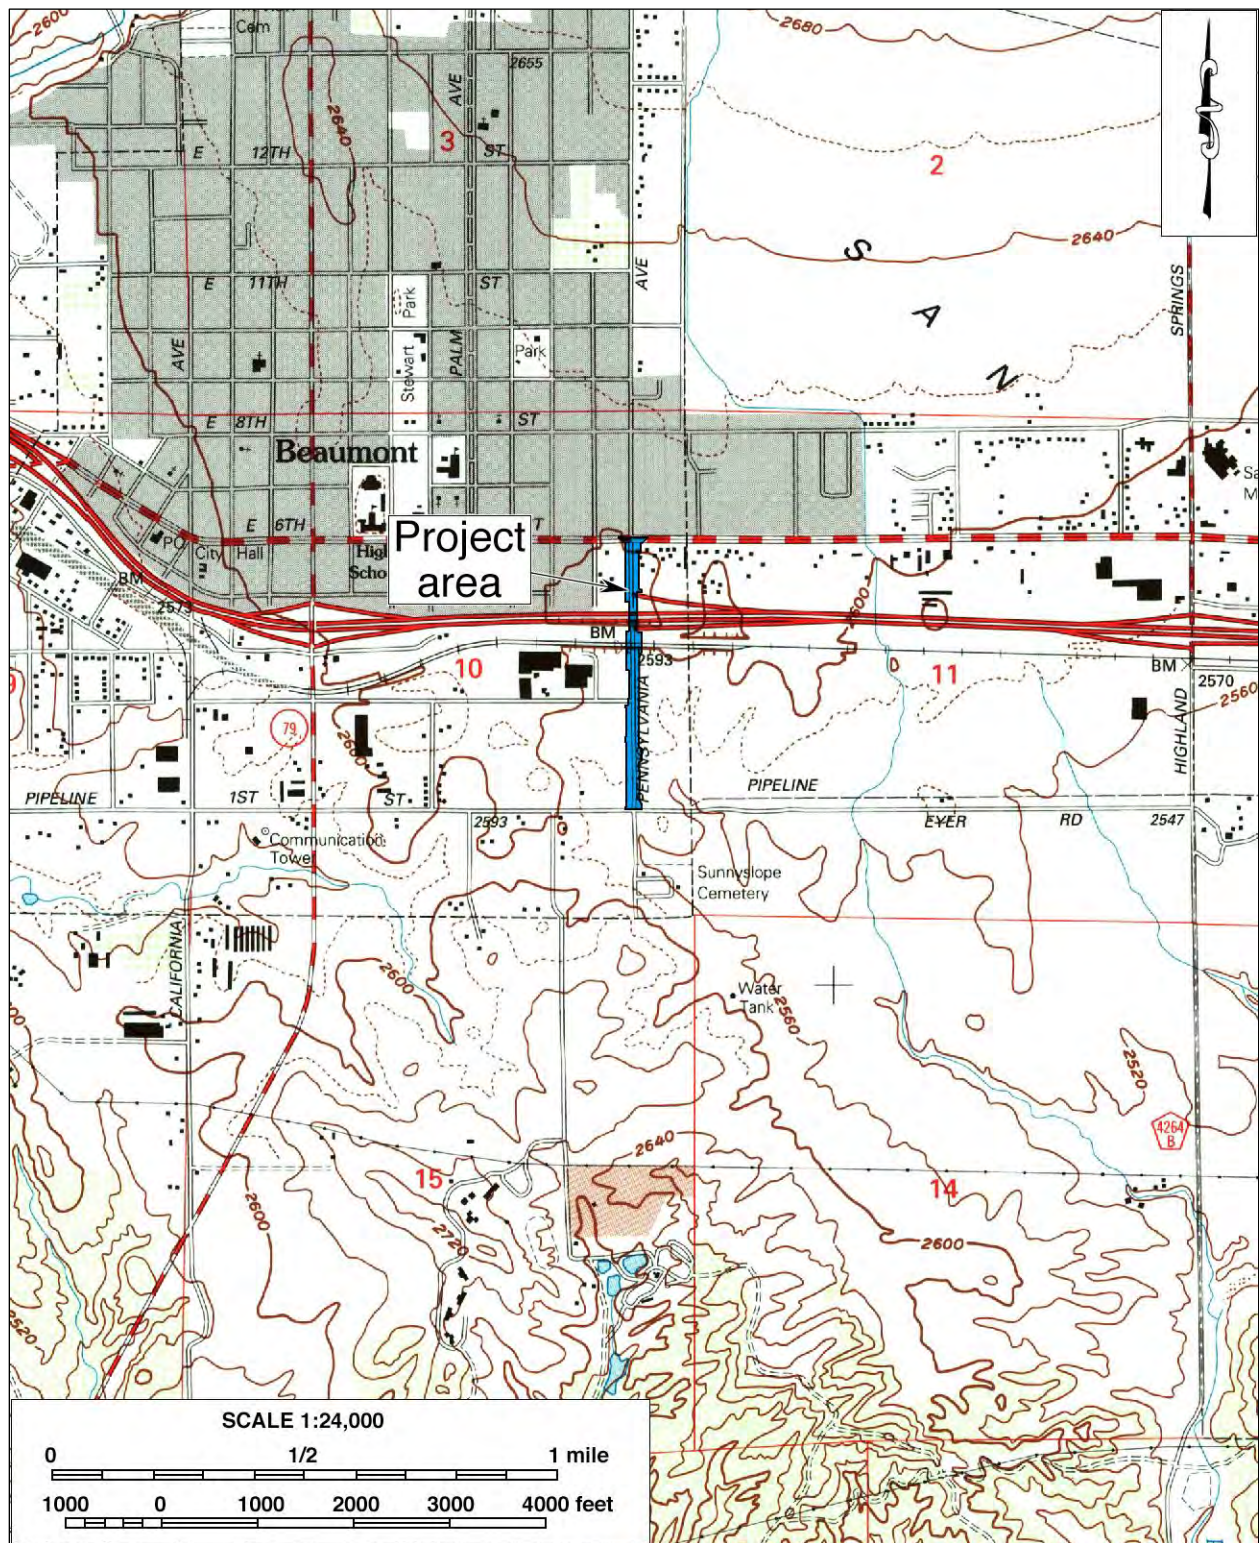 2600
Cem
2680
2655
AVE
2640
E 12TH ST
3
2
S
A
N
2640
SPRINGS
E 11TH ST
AVE
Park
AVE
Stewart
PALM
Park
E 8TH ST
Beaumont
E 6TH
PO
City Hall
Project
area
BM
2573
BM
2593
2600
10
11
BM
2570
2560
79
2600
PENNSYLVANIA
HIGHLAND
PIPELINE
1ST ST
PIPELINE
2593
EYER RD
2547
Communication
Tower
Sunnyslope
Cemetery
CALIFORNIA
2600
Water
Tank
2560
2520
4264
B
2640
15
14
2600
2720
2600
2520
SCALE 1:24,000
0 1/2 1 mile
1000 0 1000 2000 3000 4000 feet